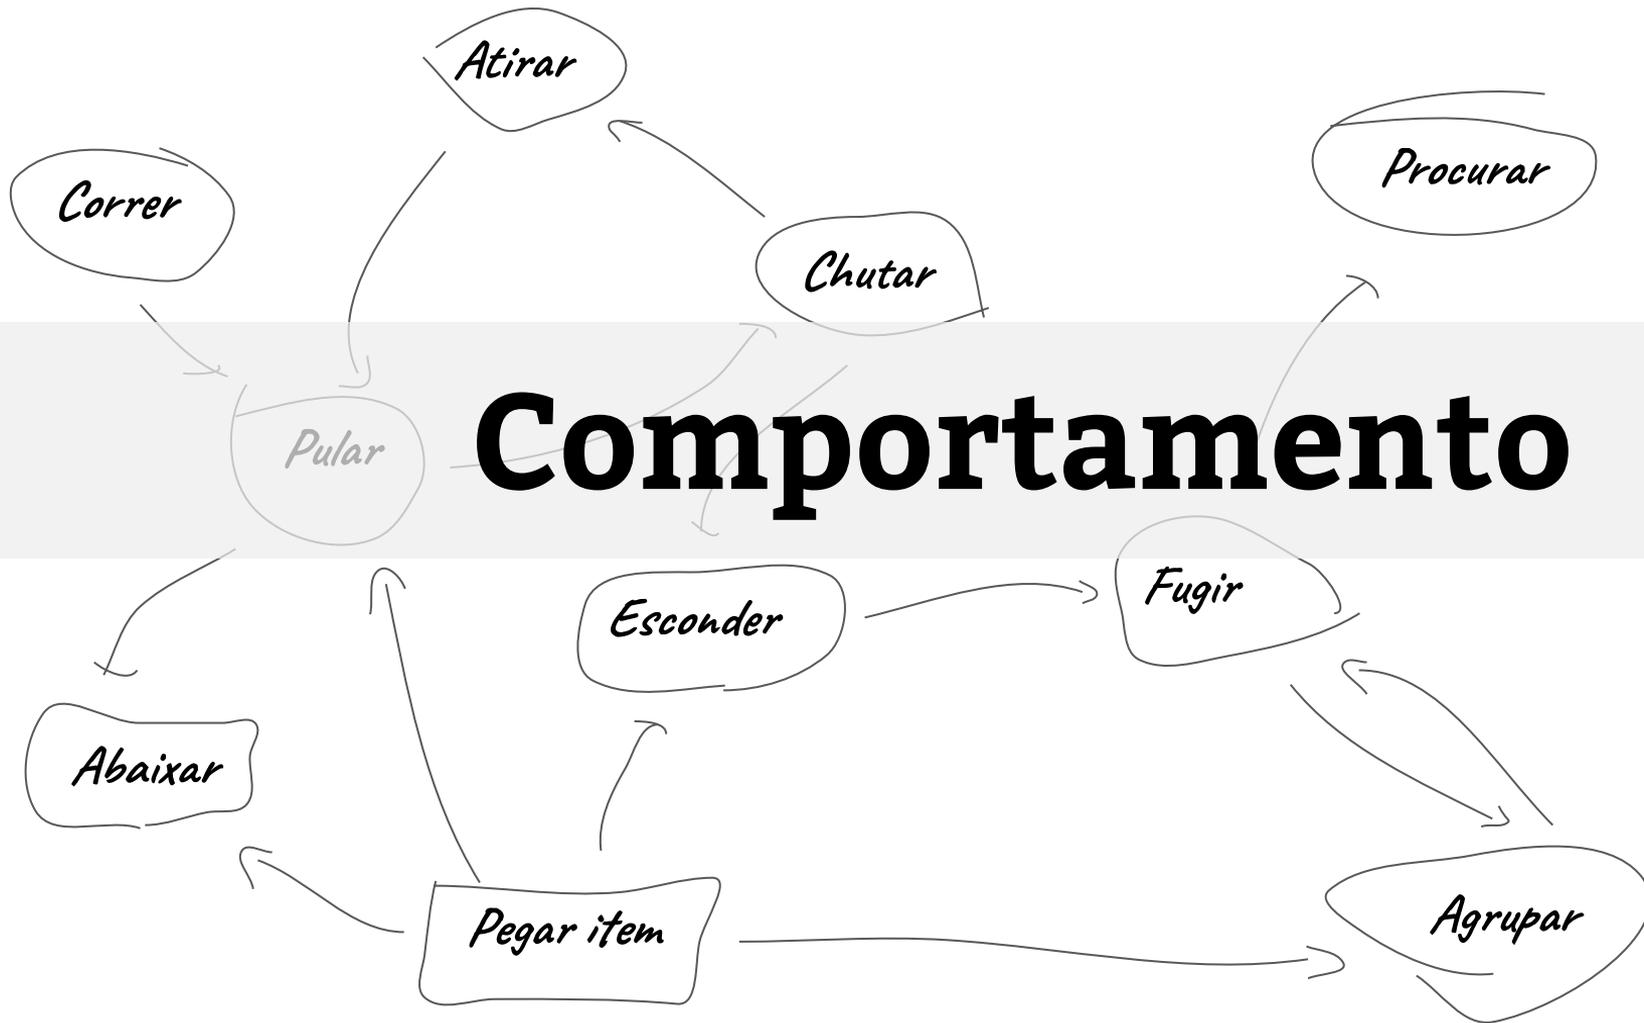 Atirar
Correr
Procurar
Chutar
Pular
Comportamento
Esconder
Fugir
Abaixar
Pegar item
Agrupar